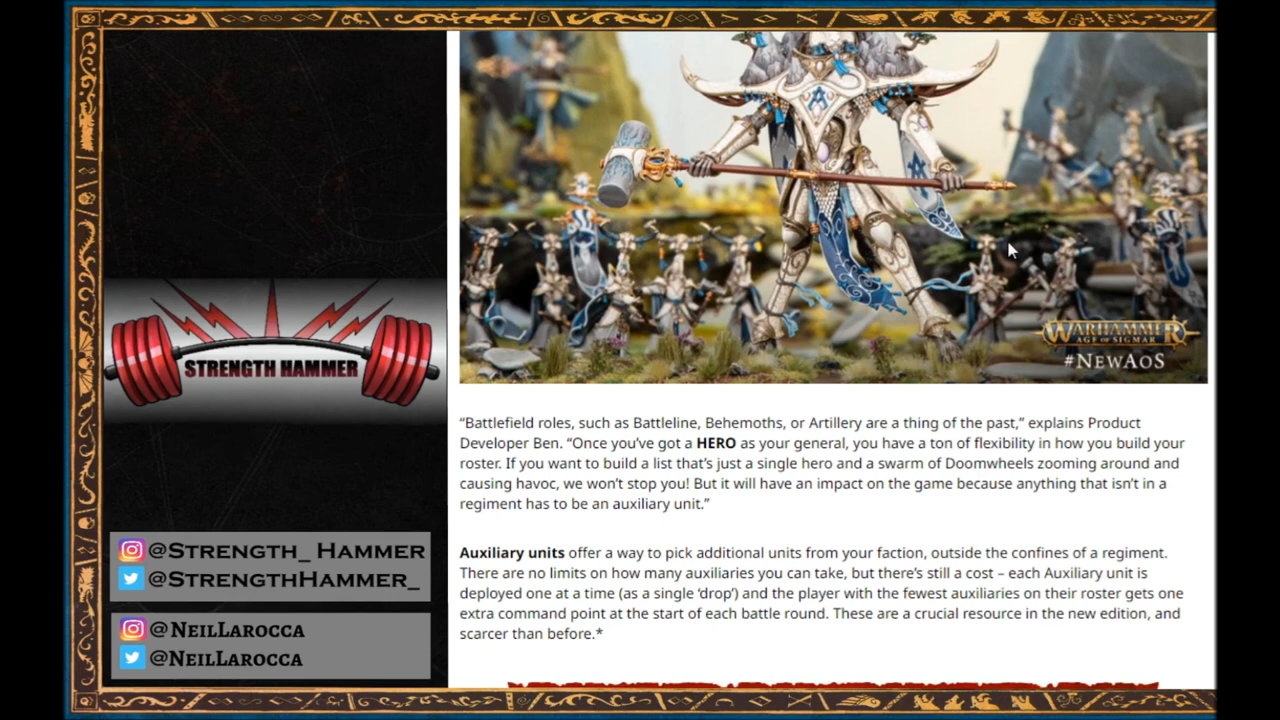 WARHAMMER
AGE OF SIGMAR
#NEWAOS
STRENGTH HAMMER
“Battlefield roles, such as Battleline, Behemoths, or Artillery are a thing of the past,” explains Product
Developer Ben. “Once you’ve got a HERO as your general, you have a ton of flexibility in how you build your
roster. If you want to build a list that’s just a single hero and a swarm of Doomwheels zooming around and
causing havoc, we won’t stop you! But it will have an impact on the game because anything that isn’t in a
regiment has to be an auxiliary unit.”
Auxiliary units offer a way to pick additional units from your faction, outside the confines of a regiment.
There are no limits on how many auxiliaries you can take, but there’s still a cost – each Auxiliary unit is
deployed one at a time (as a single ‘drop’) and the player with the fewest auxiliaries on their roster gets one
extra command point at the start of each battle round. These are a crucial resource in the new edition, and
scarcer than before.*
@STRENGTH_HAMMER
@STRENGTHHAMMER_
@NEILLAROCCA
@NEILLAROCCA